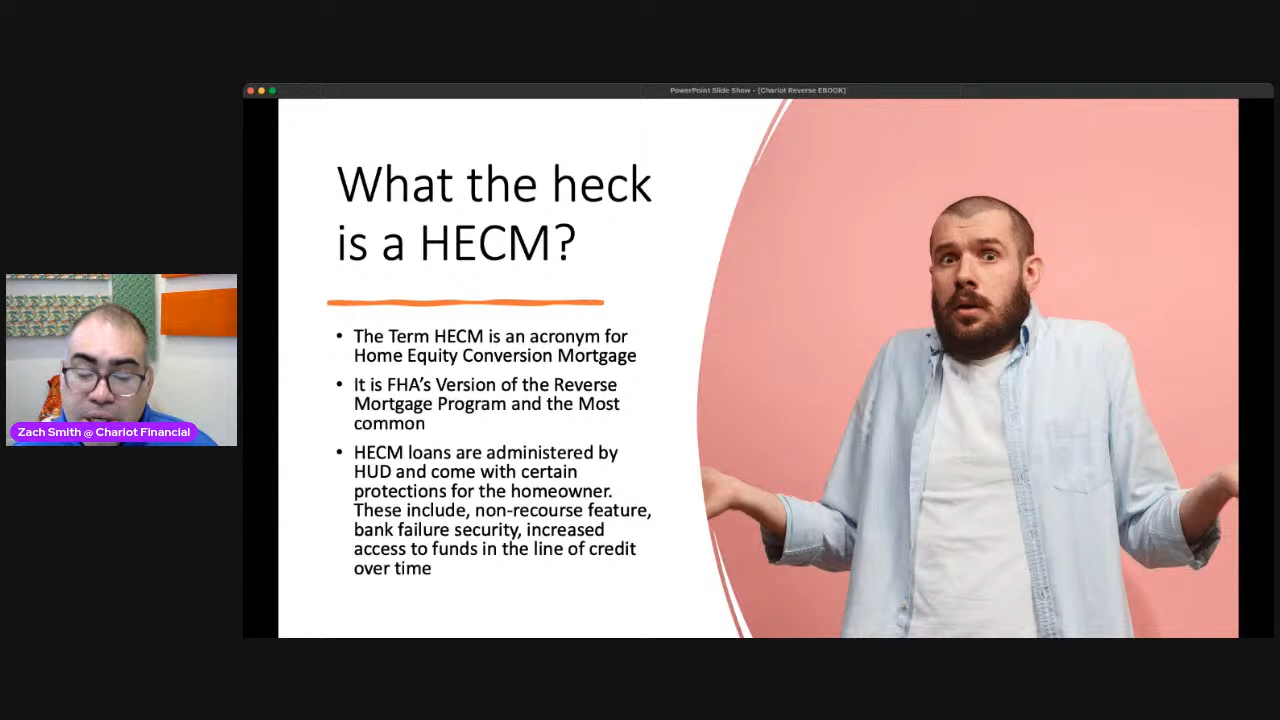 PowerPoint Slide Show - [Chariot Reverse EBOOK]
What the heck
is a HECM?
• The Term HECM is an acronym for
Home Equity Conversion Mortgage
• It is FHA's Version of the Reverse
Mortgage Program and the Most
common
• HECM loans are administered by
HUD and come with certain
protections for the homeowner.
These include, non-recourse feature,
bank failure security, increased
access to funds in the line of credit
over time
Zach Smith @ Chariot Financial